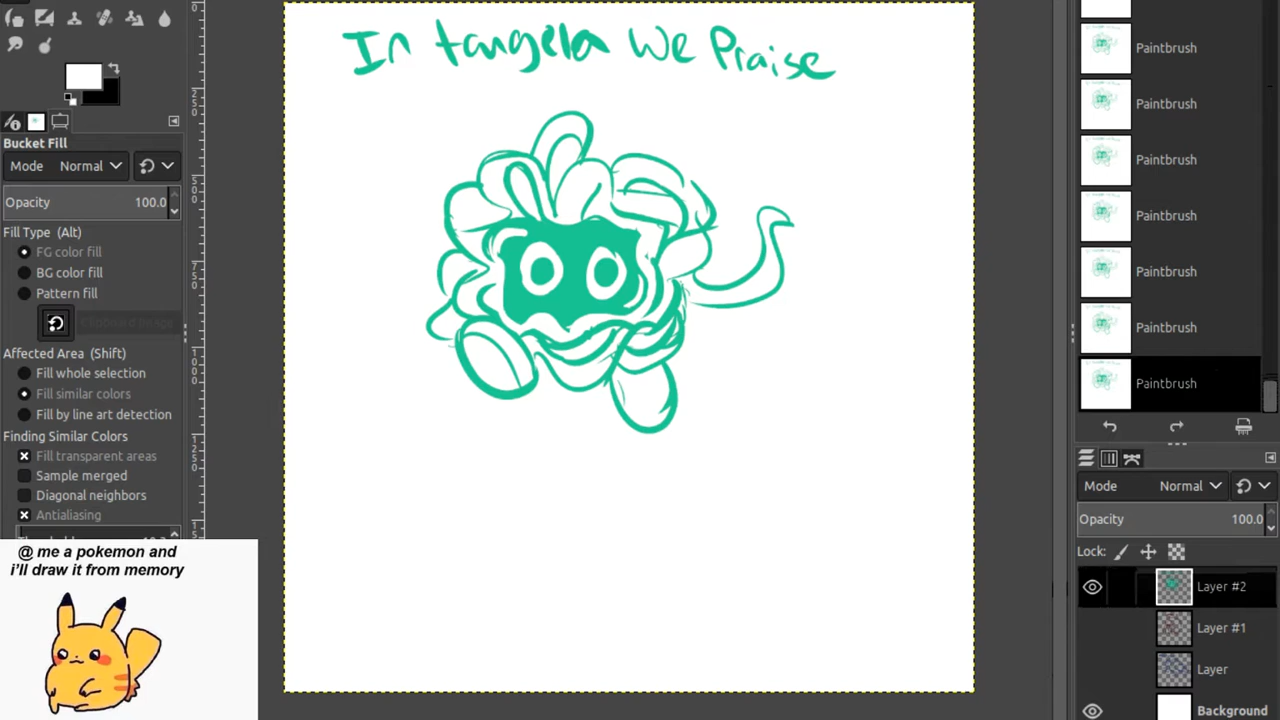 In tangela We Praise
Bucket Fill
Mode Normal
Opacity 100.0
Fill Type (Alt)
FG color fill
BG color fill
Pattern fill
Affected Area (Shift)
Fill whole selection
Fill similar colors
Fill by line art detection
Finding Similar Colors
Fill transparent areas
Sample merged
Diagonal neighbors
Antialiasing
@ me a pokemon and
i'll draw it from memory
Paintbrush
Paintbrush
Paintbrush
Paintbrush
Paintbrush
Paintbrush
Paintbrush
Mode Normal
Opacity 100.0
Lock:
Layer #2
Layer #1
Layer
Background